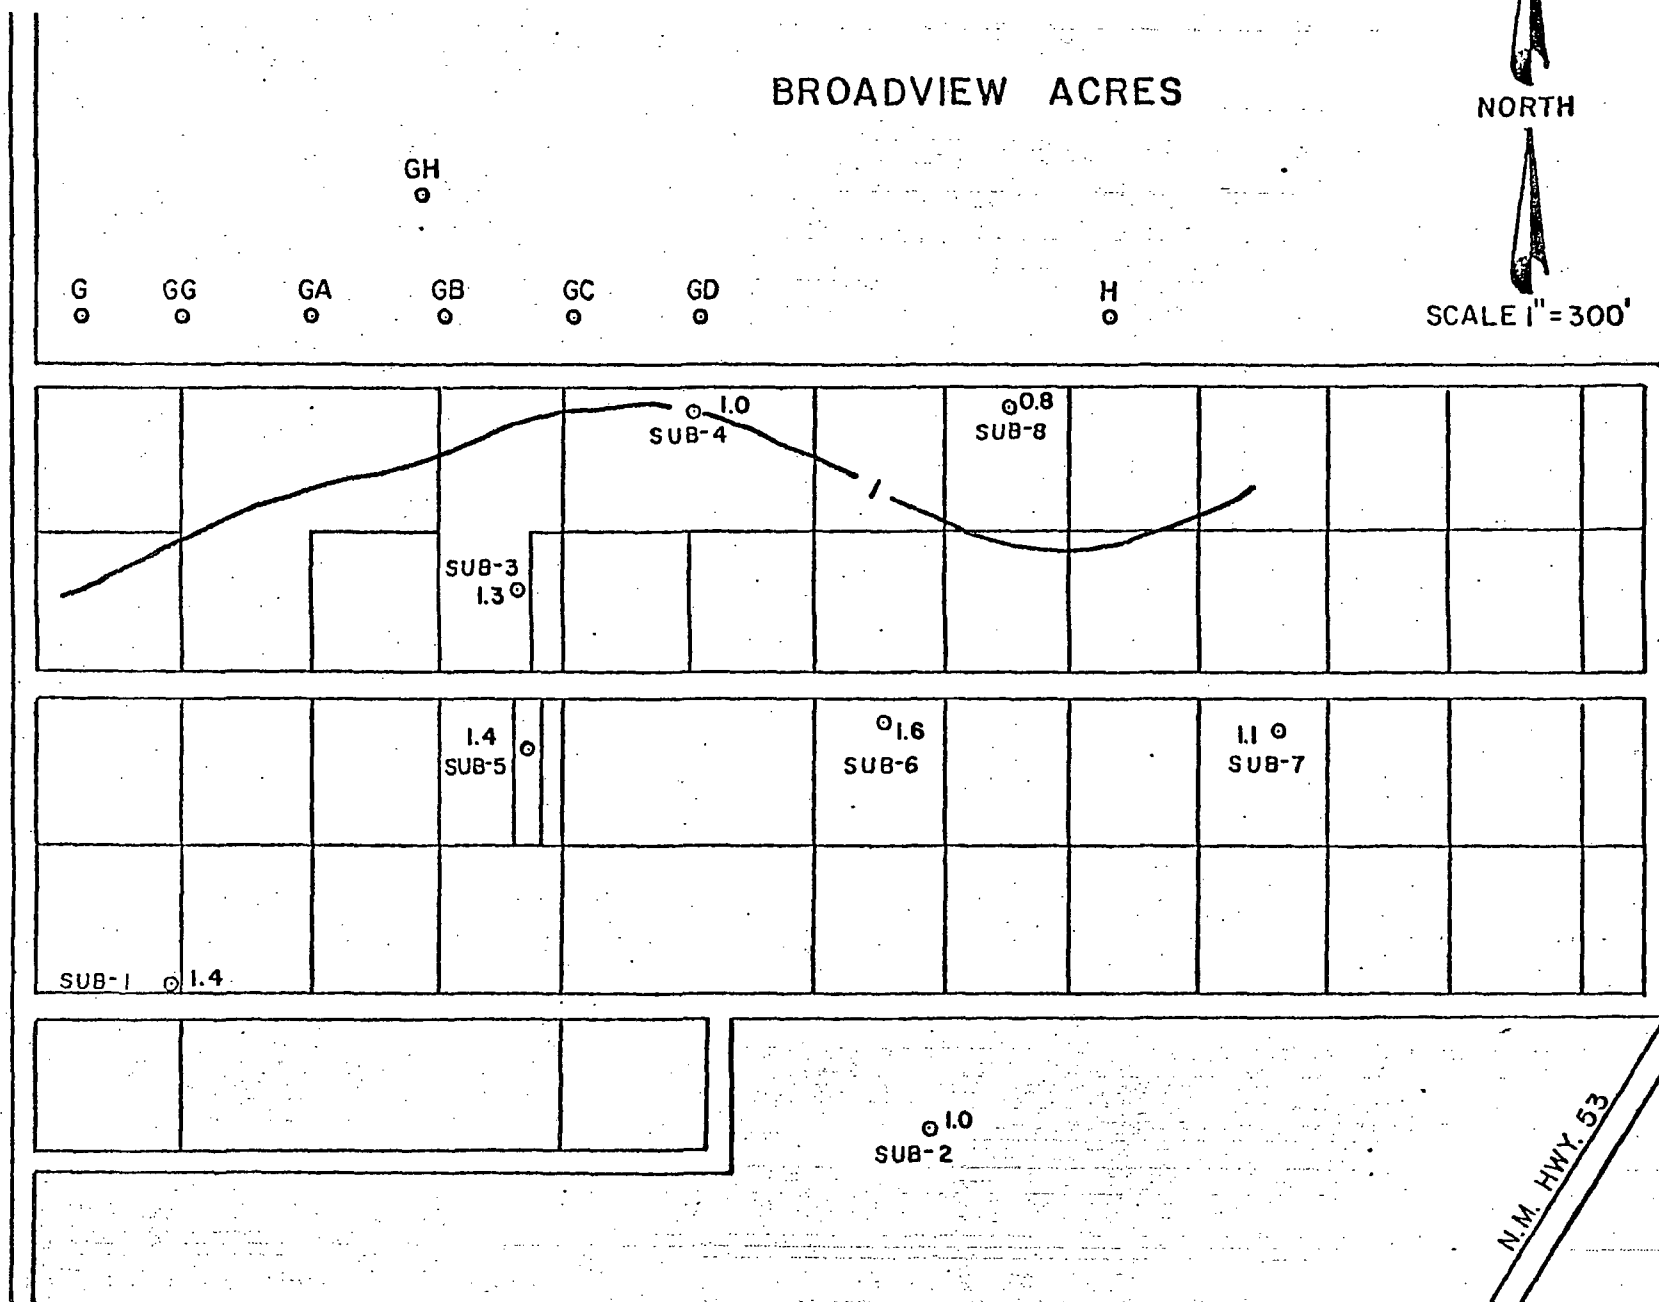 BROADVIEW ACRES
NORTH
GH
G GG GA GB GC GD H
SCALE 1" = 300'
1.0
SUB-4
0.8
SUB-8
1
SUB-3
1.3
1.4
SUB-5
1.6
SUB-6
1.1
SUB-7
SUB-1 1.4
1.0
SUB-2
N.M. HWY. 53